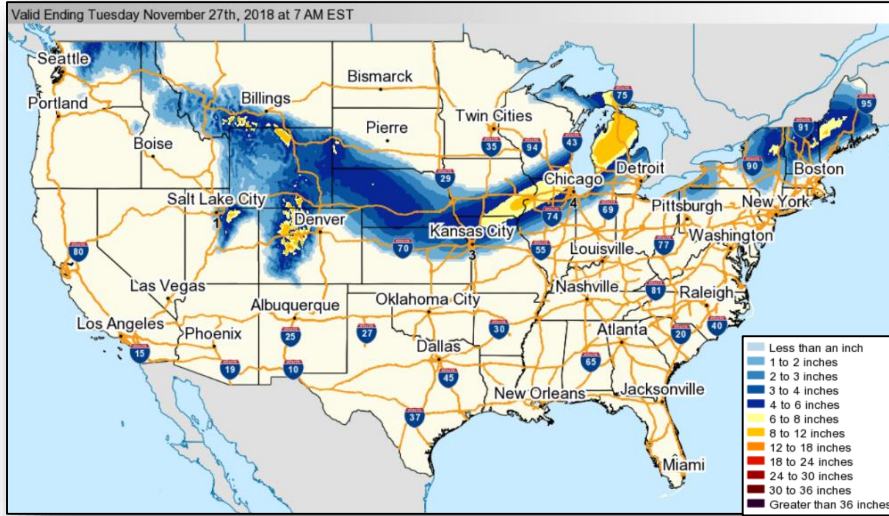 Valid Ending Tuesday November 27th, 2018 at 7 AM EST
Seattle
75
95
Billings
Bismarck
Portland
Twin Cities
91
Pierre
35
94
43
Boise
90
Boston
29
Chicago
Detroit
Salt Lake City
New York
74
69
Pittsburgh
Denver
Kansas City
Washington
80
70
3
55
Louisville
77
Las Vegas
Nashville
81
Raleigh
Albuquerque
Oklahoma City
Los Angeles
Phoenix
25
27
30
Atlanta
20
40
15
Dallas
65
19
10
45
New Orleans
Jacksonville
37
Miami
Less than an inch
1 to 2 inches
2 to 3 inches
3 to 4 inches
4 to 6 inches
6 to 8 inches
8 to 12 inches
12 to 18 inches
18 to 24 inches
24 to 30 inches
30 to 36 inches
Greater than 36 inches